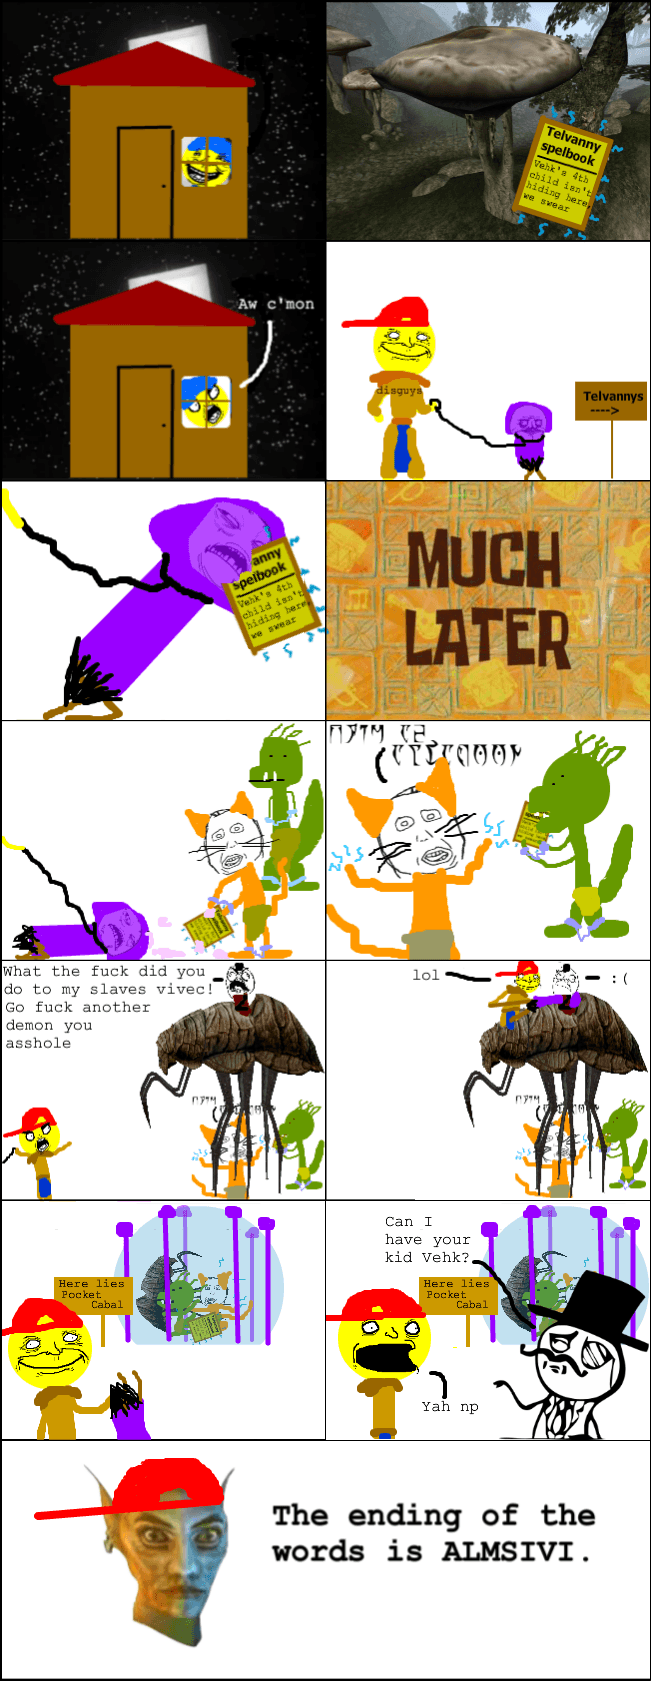 Telvanny
spelbook
Vehk's 4th
child isn't
hiding here,
we swear
Aw c'mon
disguys
Telvannys
---->
anny
spelbook
Vehk's 4th
child isn't
hiding here,
we swear
MUCH
LATER
What the fuck did you
do to my slaves vivec!
Go fuck another
demon you
asshole
lol
:(
Here lies
Pocket
Cabal
Can I
have your
kid Vehk?
Here lies
Pocket
Cabal
Yah np
The ending of the
words is ALMSIVI.